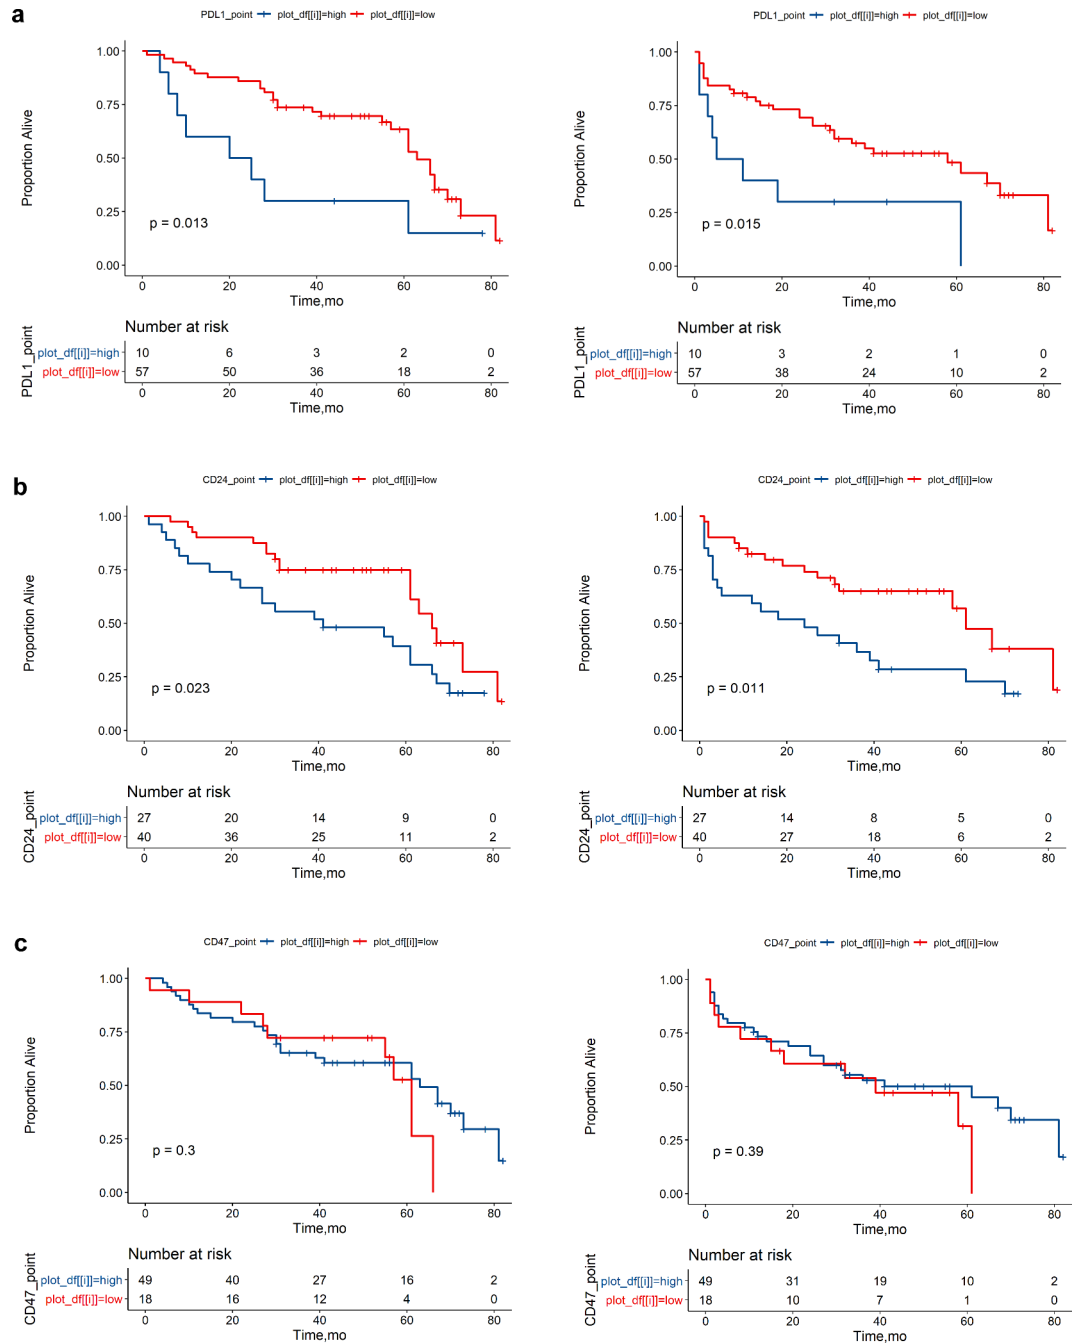 a
PDL1_point plot_df[[i]]=high plot_df[[i]]=low
1.00
0.75
0.50
0.25
0.00
Proportion Alive
p = 0.013
0 20 40 60 80
Time,mo
Number at risk
PDL1_point
plot_df[[i]]=high 10 6 3 2 0
plot_df[[i]]=low 57 50 36 18 2
0 20 40 60 80
Time,mo
PDL1_point plot_df[[i]]=high plot_df[[i]]=low
1.00
0.75
0.50
0.25
0.00
Proportion Alive
p = 0.015
0 20 40 60 80
Time,mo
Number at risk
PDL1_point
plot_df[[i]]=high 10 3 2 1 0
plot_df[[i]]=low 57 38 24 10 2
0 20 40 60 80
Time,mo
b
CD24_point plot_df[[i]]=high plot_df[[i]]=low
1.00
0.75
0.50
0.25
0.00
Proportion Alive
p = 0.023
0 20 40 60 80
Time,mo
Number at risk
CD24_point
plot_df[[i]]=high 27 20 14 9 0
plot_df[[i]]=low 40 36 25 11 2
0 20 40 60 80
Time,mo
CD24_point plot_df[[i]]=high plot_df[[i]]=low
1.00
0.75
0.50
0.25
0.00
Proportion Alive
p = 0.011
0 20 40 60 80
Time,mo
Number at risk
CD24_point
plot_df[[i]]=high 27 14 8 5 0
plot_df[[i]]=low 40 27 18 6 2
0 20 40 60 80
Time,mo
c
CD47_point plot_df[[i]]=high plot_df[[i]]=low
1.00
0.75
0.50
0.25
0.00
Proportion Alive
p = 0.3
0 20 40 60 80
Time,mo
Number at risk
CD47_point
plot_df[[i]]=high 49 40 27 16 2
plot_df[[i]]=low 18 16 12 4 0
0 20 40 60 80
Time,mo
CD47_point plot_df[[i]]=high plot_df[[i]]=low
1.00
0.75
0.50
0.25
0.00
Proportion Alive
p = 0.39
0 20 40 60 80
Time,mo
Number at risk
CD47_point
plot_df[[i]]=high 49 31 19 10 2
plot_df[[i]]=low 18 10 7 1 0
0 20 40 60 80
Time,mo